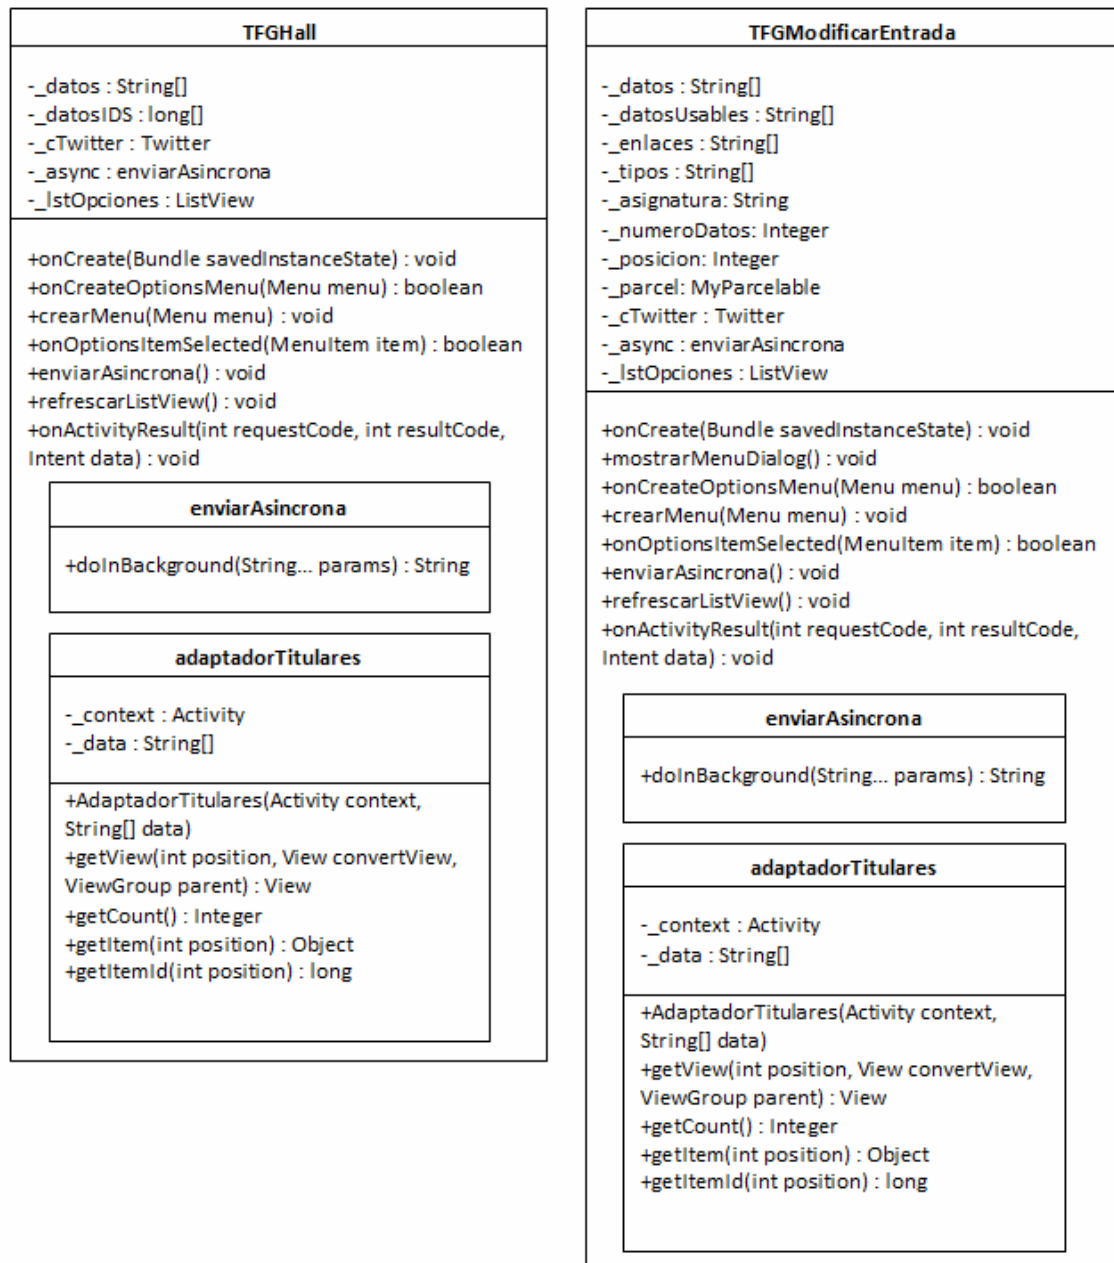 TFGHall
-_datos : String[]
-_datosIDS : long[]
-_cTwitter : Twitter
-_async : enviarAsincrona
-_lstOpciones : ListView
+onCreate(Bundle savedInstanceState) : void
+onCreateOptionsMenu(Menu menu) : boolean
+crearMenu(Menu menu) : void
+onOptionsItemSelected(MenuItem item) : boolean
+enviarAsincrona() : void
+refrescarListView() : void
+onActivityResult(int requestCode, int resultCode,
Intent data) : void
enviarAsincrona
+doInBackground(String... params) : String
adaptadorTitulares
-_context : Activity
-_data : String[]
+AdaptadorTitulares(Activity context,
String[] data)
+getView(int position, View convertView,
ViewGroup parent) : View
+getCount() : Integer
+getItem(int position) : Object
+getItemId(int position) : long
TFGModificarEntrada
-_datos : String[]
-_datosUsables : String[]
-_enlaces : String[]
-_tipos : String[]
-_asignatura: String
-_numeroDatos: Integer
-_posicion: Integer
-_parcel: MyParcelable
-_cTwitter : Twitter
-_async : enviarAsincrona
-_lstOpciones : ListView
+onCreate(Bundle savedInstanceState) : void
+mostrarMenuDialog() : void
+onCreateOptionsMenu(Menu menu) : boolean
+crearMenu(Menu menu) : void
+onOptionsItemSelected(MenuItem item) : boolean
+enviarAsincrona() : void
+refrescarListView() : void
+onActivityResult(int requestCode, int resultCode,
Intent data) : void
enviarAsincrona
+doInBackground(String... params) : String
adaptadorTitulares
-_context : Activity
-_data : String[]
+AdaptadorTitulares(Activity context,
String[] data)
+getView(int position, View convertView,
ViewGroup parent) : View
+getCount() : Integer
+getItem(int position) : Object
+getItemId(int position) : long